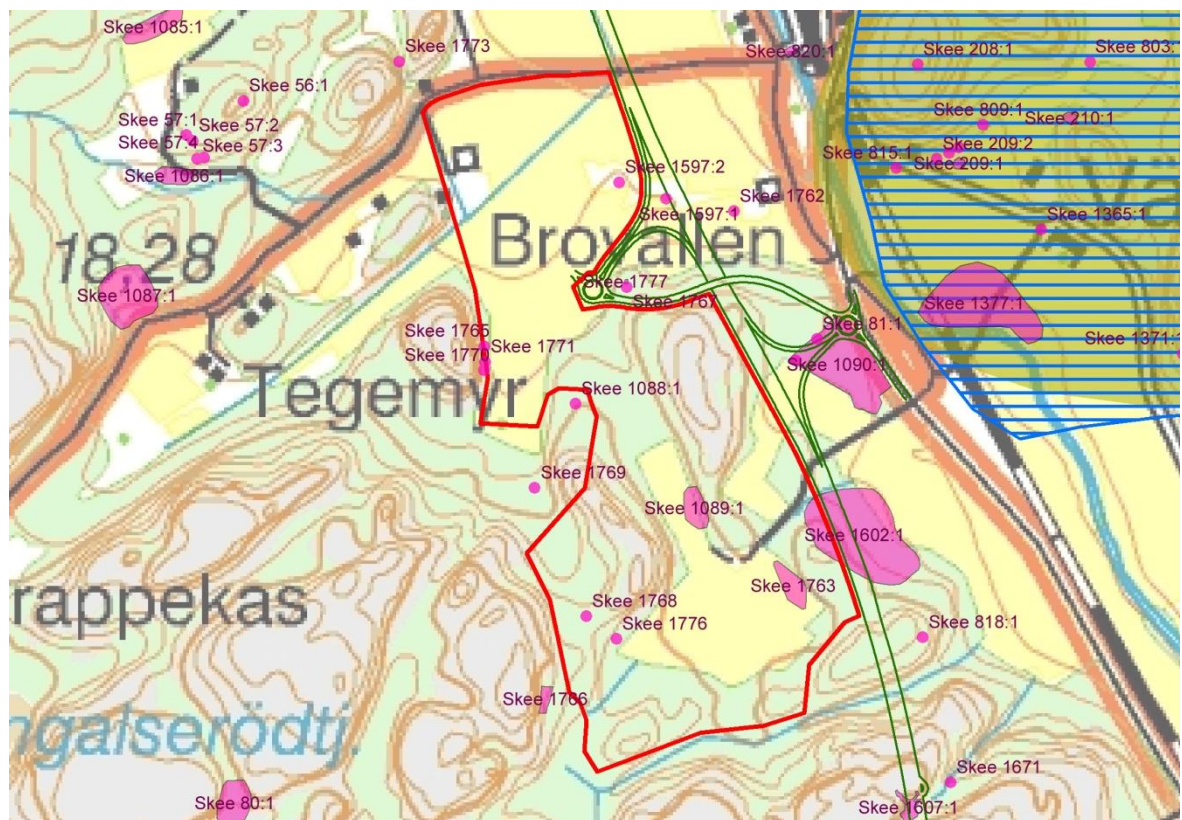 Skee 1085:1
Skee 1773
Skee 820:1
Skee 208:1
Skee 803:
Skee 56:1
Skee 57:1
Skee 57:2
Skee 809:1
Skee 210:1
Skee 57:4
Skee 57:3
Skee 815:1
Skee 209:2
Skee 209:1
Skee 1086:1
Skee 1597:2
Skee 1762
Skee 1597:1
Skee 1365:1
18,28
Brovallen
Skee 1087:1
Skee 1777
Skee 1767
Skee 1377:1
Skee 1765
Skee 1771
Skee 81:1
Skee 1371:1
Skee 1770
Skee 1090:1
Tegemyr
Skee 1088:1
Skee 1769
Skee 1089:1
Skee 1602:1
rappekas
Skee 1763
Skee 1768
Skee 1776
Skee 818:1
Skee 1766
ngalserödtj.
Skee 1671
Skee 80:1
Skee 1607:1